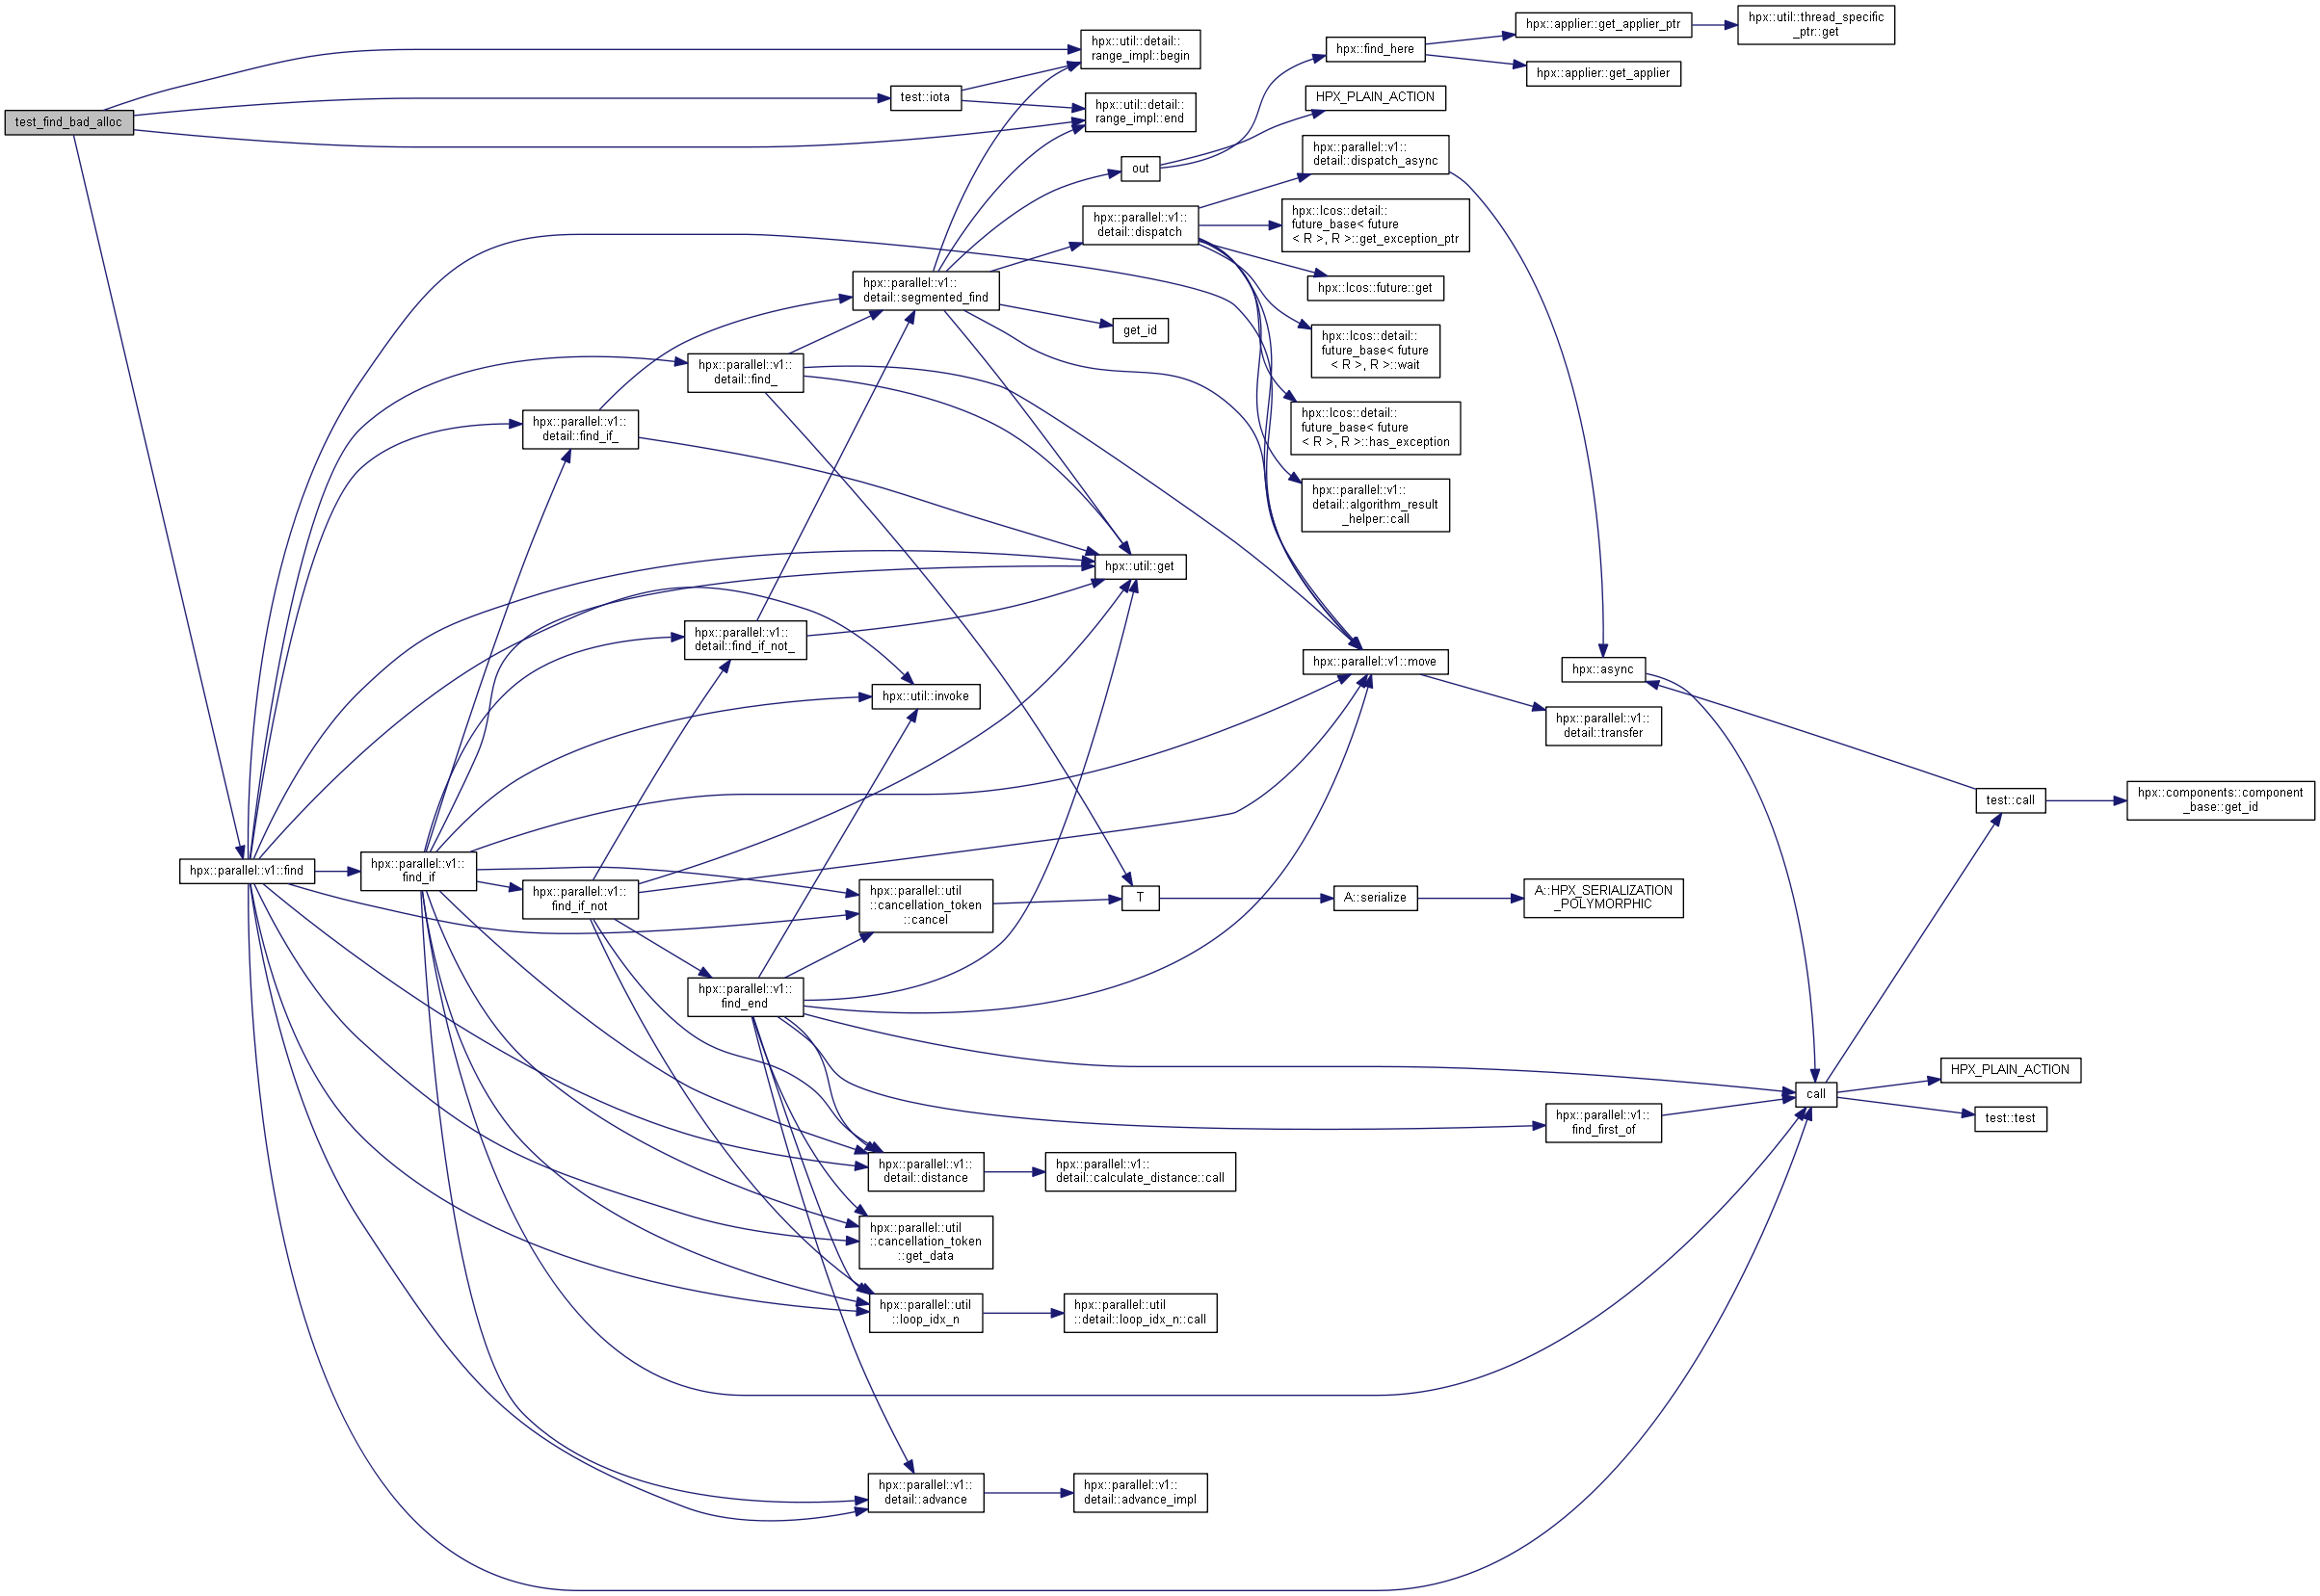 test_find_bad_alloc
hpx::util::detail::
range_impl::begin
test::iota
hpx::util::detail::
range_impl::end
hpx::find_here
hpx::applier::get_applier_ptr
hpx::util::thread_specific
_ptr::get
hpx::applier::get_applier
HPX_PLAIN_ACTION
out
hpx::parallel::v1::
detail::dispatch_async
hpx::parallel::v1::
detail::dispatch
hpx::lcos::detail::
future_base< future
< R >, R >::get_exception_ptr
hpx::lcos::future::get
hpx::parallel::v1::
detail::segmented_find
get_id
hpx::lcos::detail::
future_base< future
< R >, R >::wait
hpx::parallel::v1::
detail::find_
hpx::parallel::v1::
detail::find_if_
hpx::lcos::detail::
future_base< future
< R >, R >::has_exception
hpx::parallel::v1::
detail::algorithm_result
_helper::call
hpx::util::get
hpx::parallel::v1::
detail::find_if_not_
hpx::util::invoke
hpx::parallel::v1::move
hpx::async
hpx::parallel::v1::
detail::transfer
test::call
hpx::components::component
_base::get_id
hpx::parallel::v1::find
hpx::parallel::v1::
find_if
hpx::parallel::v1::
find_if_not
hpx::parallel::util
::cancellation_token
::cancel
T
A::serialize
A::HPX_SERIALIZATION
_POLYMORPHIC
hpx::parallel::v1::
find_end
call
HPX_PLAIN_ACTION
test::test
hpx::parallel::v1::
find_first_of
hpx::parallel::v1::
detail::distance
hpx::parallel::v1::
detail::calculate_distance::call
hpx::parallel::util
::cancellation_token
::get_data
hpx::parallel::util
::loop_idx_n
hpx::parallel::util
::detail::loop_idx_n::call
hpx::parallel::v1::
detail::advance
hpx::parallel::v1::
detail::advance_impl